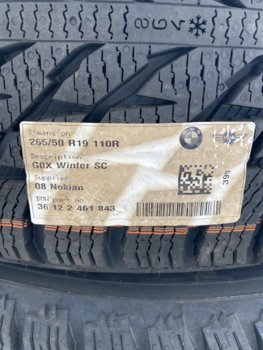 Dimension:
265/50 R19 110R
Description
G0X Winter SC
Supplier
08 Nokian
BMW part no
36 12 2 461 843